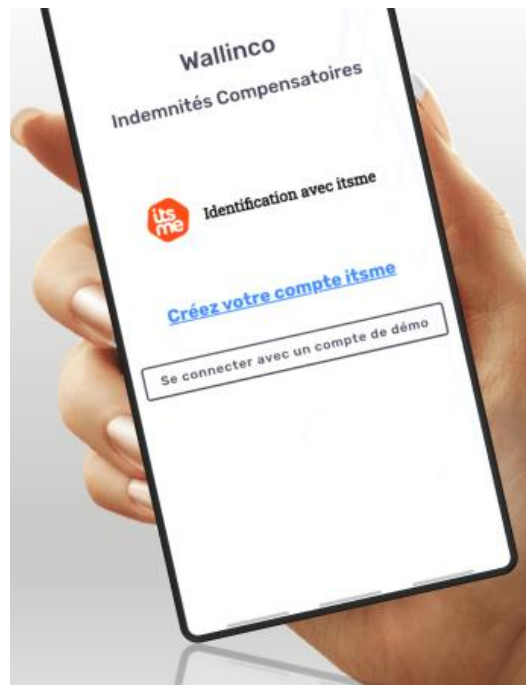 Wallinco
Indemnités Compensatoires
its
me
Identification avec itsme
Créez votre compte itsme
Se connecter avec un compte de démo